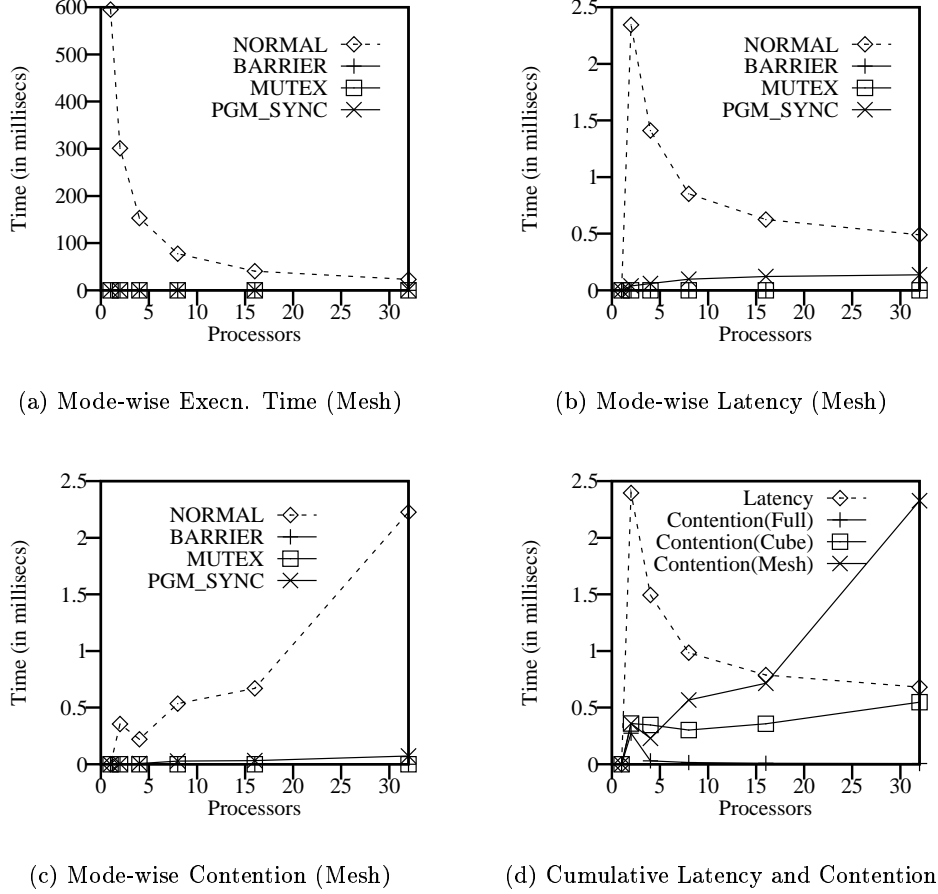 600
500
400
300
200
100
0
Time (in millisecs)
NORMAL
BARRIER
MUTEX
PGM_SYNC
0 5 10 15 20 25 30
Processors
(a) Mode-wise Execn. Time (Mesh)
2.5
2
1.5
1
0.5
0
Time (in millisecs)
NORMAL
BARRIER
MUTEX
PGM_SYNC
0 5 10 15 20 25 30
Processors
(b) Mode-wise Latency (Mesh)
2.5
2
1.5
1
0.5
0
Time (in millisecs)
NORMAL
BARRIER
MUTEX
PGM_SYNC
0 5 10 15 20 25 30
Processors
(c) Mode-wise Contention (Mesh)
2.5
2
1.5
1
0.5
0
Time (in millisecs)
Latency
Contention(Full)
Contention(Cube)
Contention(Mesh)
0 5 10 15 20 25 30
Processors
(d) Cumulative Latency and Contention